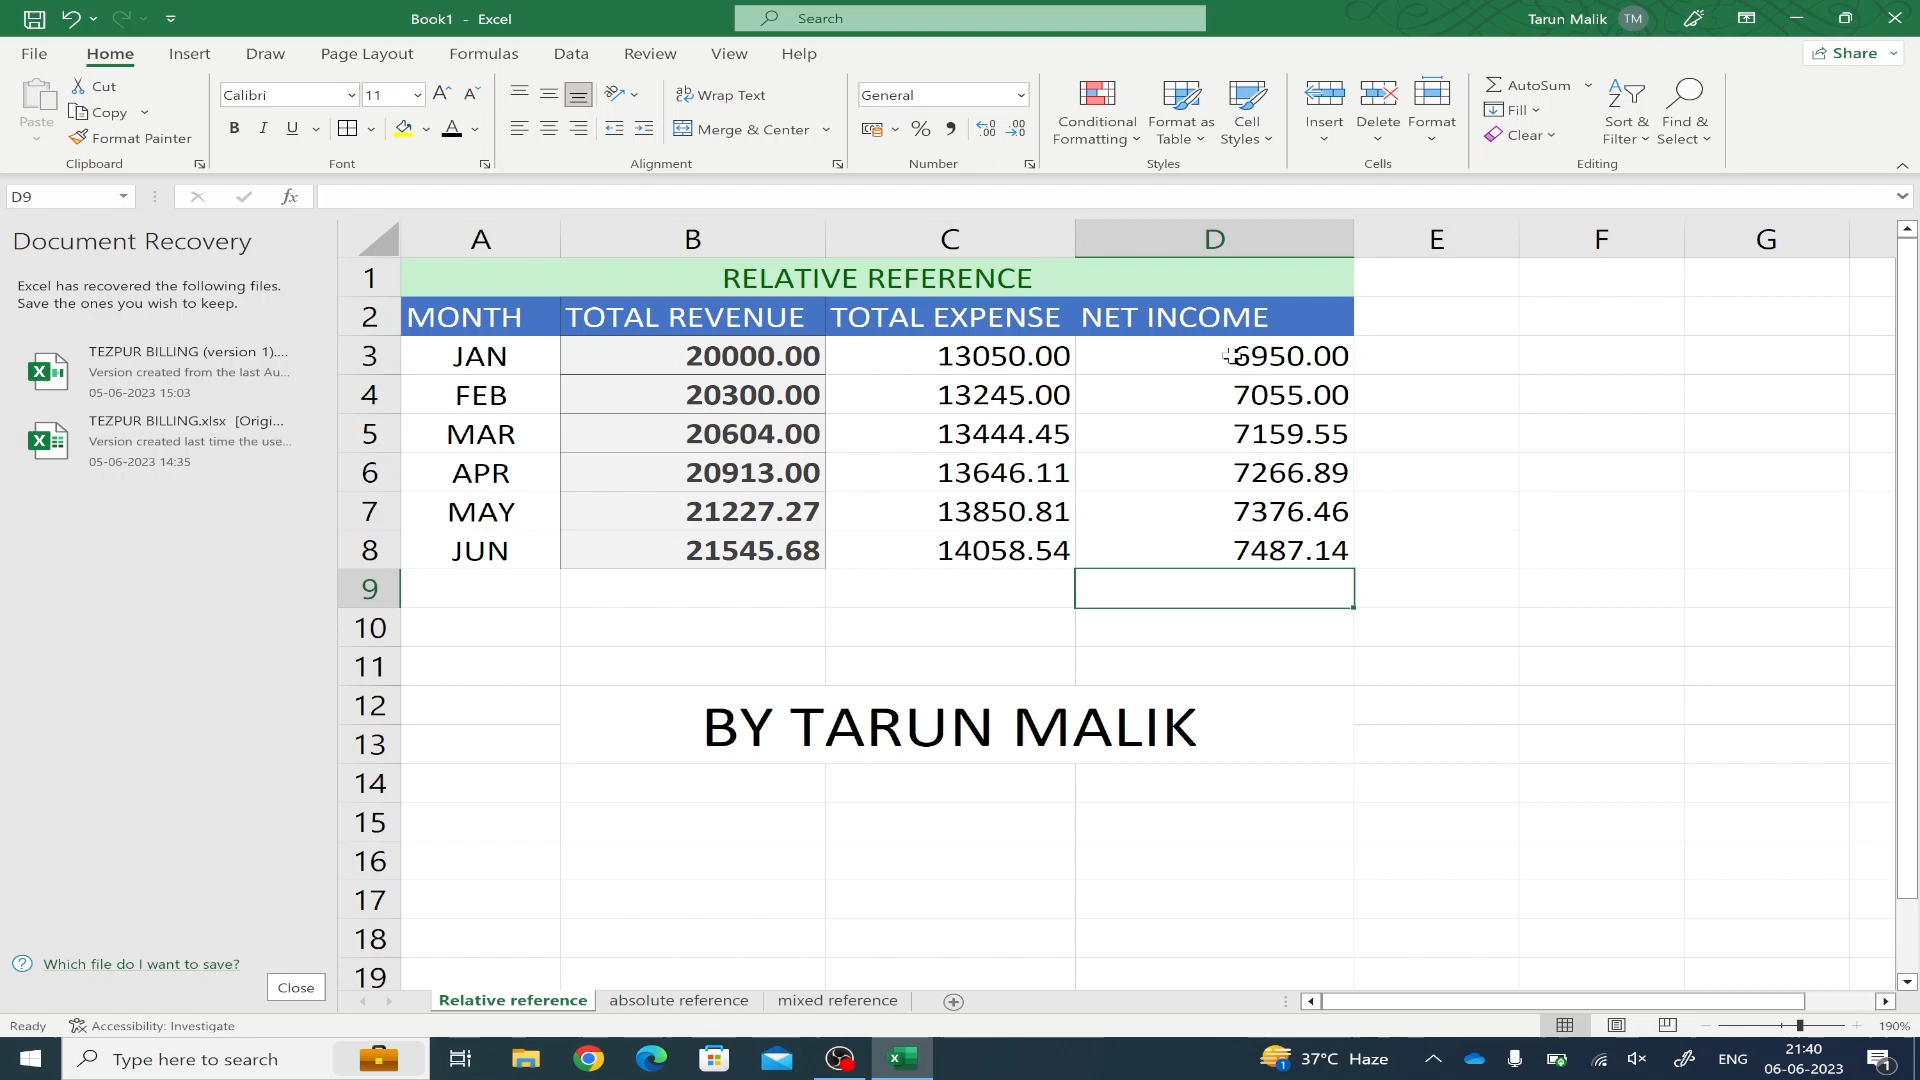 Book1 - Excel
Search
Tarun Malik TM
File Home Insert Draw Page Layout Formulas Data Review View Help
Share
Paste
Cut
Copy
Format Painter
Clipboard
Calibri 11
B I U
Font
Wrap Text
Merge & Center
Alignment
General
Number
Conditional Formatting
Format as Table
Cell Styles
Styles
Insert Delete Format
Cells
AutoSum
Fill
Clear
Sort & Filter
Find & Select
Editing
D9
fx
Document Recovery
Excel has recovered the following files.
Save the ones you wish to keep.
TEZPUR BILLING (version 1)....
Version created from the last Au...
05-06-2023 15:03
TEZPUR BILLING.xlsx [Origi...
Version created last time the use...
05-06-2023 14:35
Which file do I want to save?
Close
A B C D E F G
1 RELATIVE REFERENCE
2 MONTH TOTAL REVENUE TOTAL EXPENSE NET INCOME
3 JAN 20000.00 13050.00 6950.00
4 FEB 20300.00 13245.00 7055.00
5 MAR 20604.00 13444.45 7159.55
6 APR 20913.00 13646.11 7266.89
7 MAY 21227.27 13850.81 7376.46
8 JUN 21545.68 14058.54 7487.14
9
10
11
12
BY TARUN MALIK
13
14
15
16
17
18
19
Relative reference absolute reference mixed reference
Ready Accessibility: Investigate
190%
Type here to search
37°C Haze
ENG
21:40
06-06-2023
1